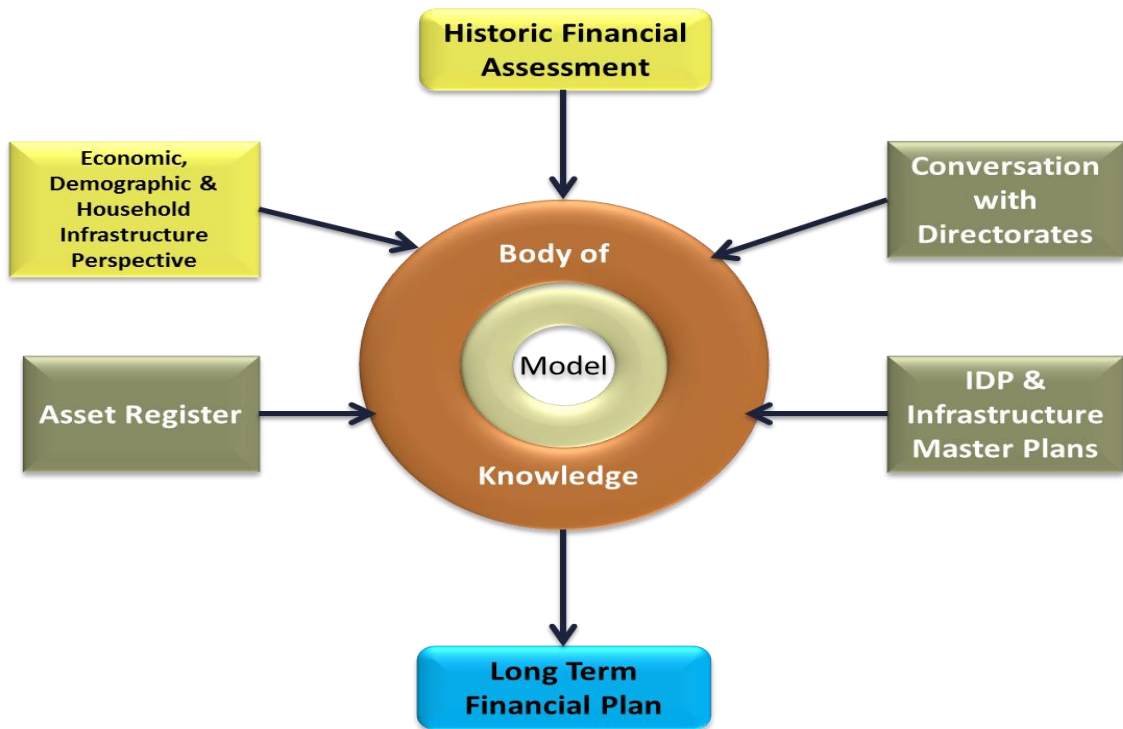 Historic Financial
Assessment
Economic,
Demographic &
Household
Infrastructure
Perspective
Conversation
with
Directorates
Body of
Model
Knowledge
Asset Register
IDP &
Infrastructure
Master Plans
Long Term
Financial Plan